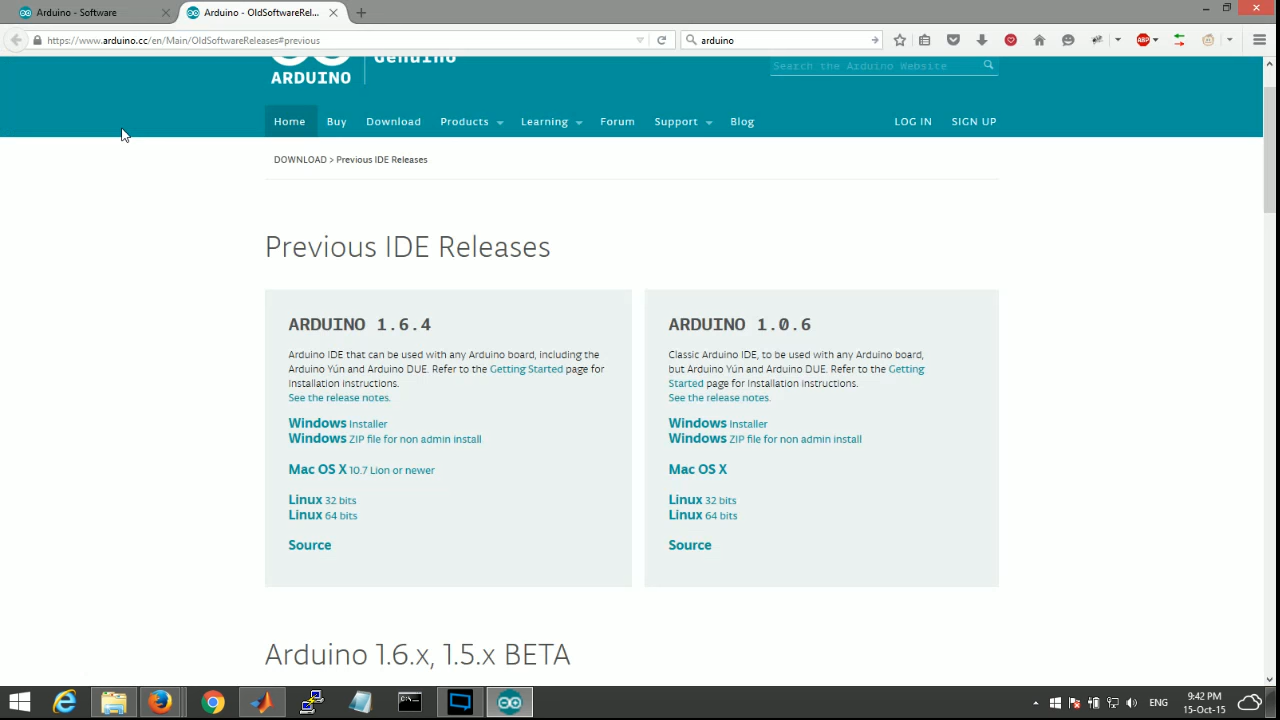 Arduino - Software
Arduino - OldSoftwareRel...
https://www.arduino.cc/en/Main/OldSoftwareReleases#previous
arduino
ABP
ARDUINO
Genuino
Search the Arduino Website
Home
Buy
Download
Products
Learning
Forum
Support
Blog
LOG IN
SIGN UP
DOWNLOAD > Previous IDE Releases
Previous IDE Releases
ARDUINO 1.6.4
Arduino IDE that can be used with any Arduino board, including the
Arduino Yún and Arduino DUE. Refer to the Getting Started page for
Installation instructions.
See the release notes.
Windows Installer
Windows ZIP file for non admin install
Mac OS X 10.7 Lion or newer
Linux 32 bits
Linux 64 bits
Source
ARDUINO 1.0.6
Classic Arduino IDE, to be used with any Arduino board,
but Arduino Yún and Arduino DUE. Refer to the Getting
Started page for Installation instructions.
See the release notes.
Windows Installer
Windows ZIP file for non admin install
Mac OS X
Linux 32 bits
Linux 64 bits
Source
Arduino 1.6.x, 1.5.x BETA
ENG
9:42 PM
15-Oct-15